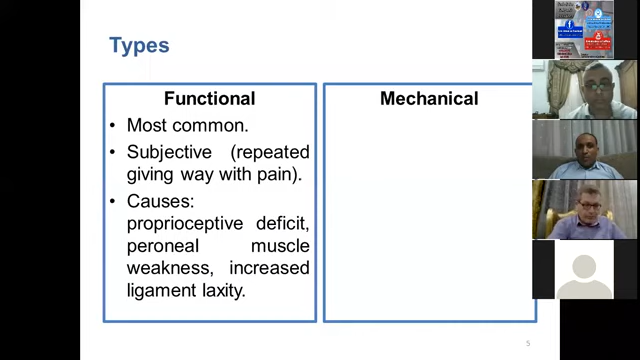 Types
Functional
• Most common.
• Subjective (repeated
giving way with pain).
• Causes:
proprioceptive deficit,
peroneal muscle
weakness, increased
ligament laxity.
Mechanical
5